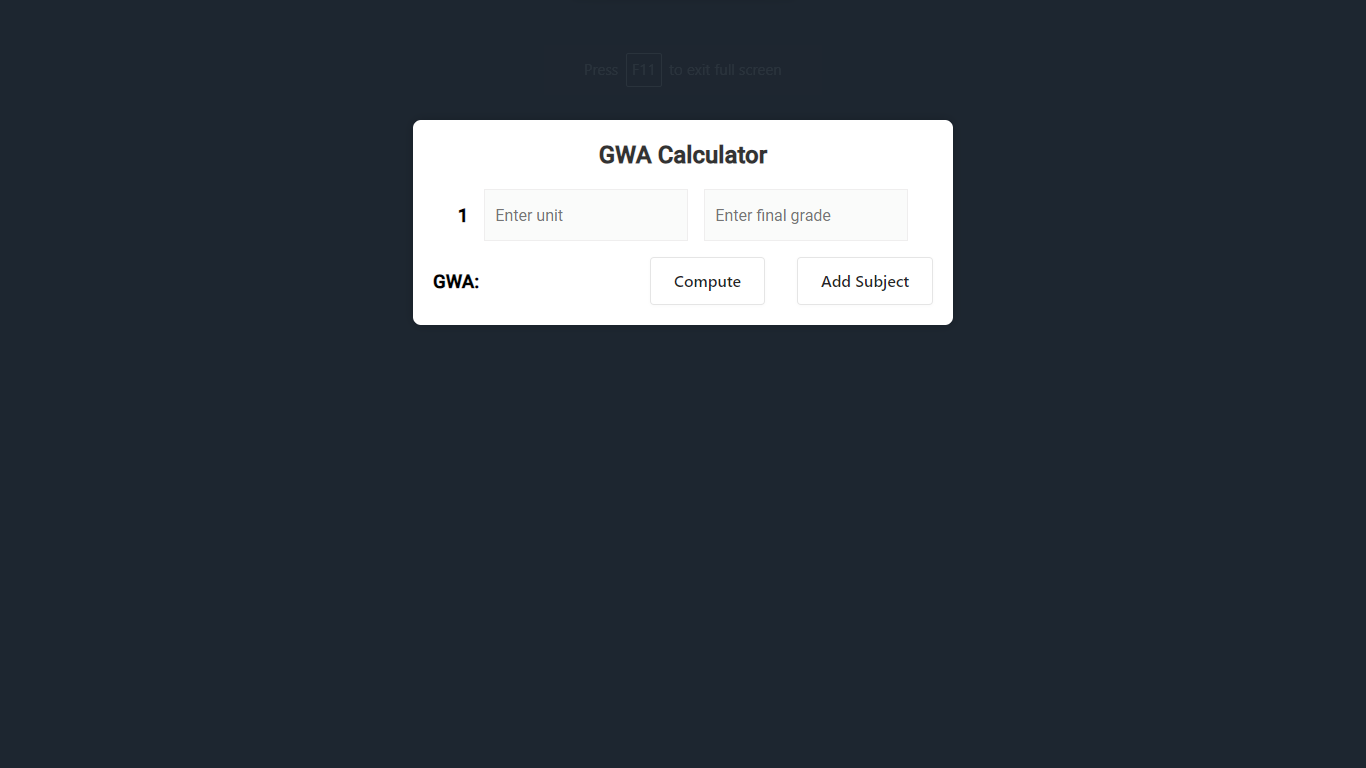 Press F11 to exit full screen
GWA Calculator
1 Enter unit Enter final grade
GWA: Compute Add Subject